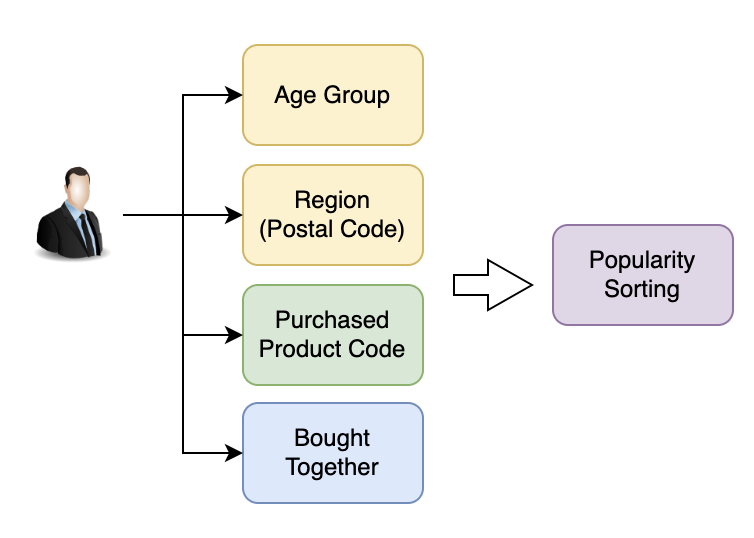 Age Group
Region
(Postal Code)
Purchased
Product Code
Bought
Together
Popularity
Sorting